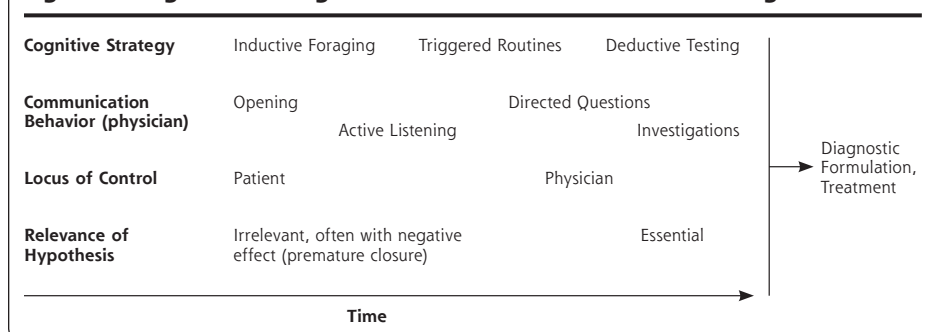 Cognitive Strategy Inductive Foraging Triggered Routines Deductive Testing
Communication Behavior (physician) Opening Directed Questions
Active Listening Investigations
Locus of Control Patient Physician
Relevance of Hypothesis Irrelevant, often with negative effect (premature closure) Essential
Diagnostic
Formulation,
Treatment
Time